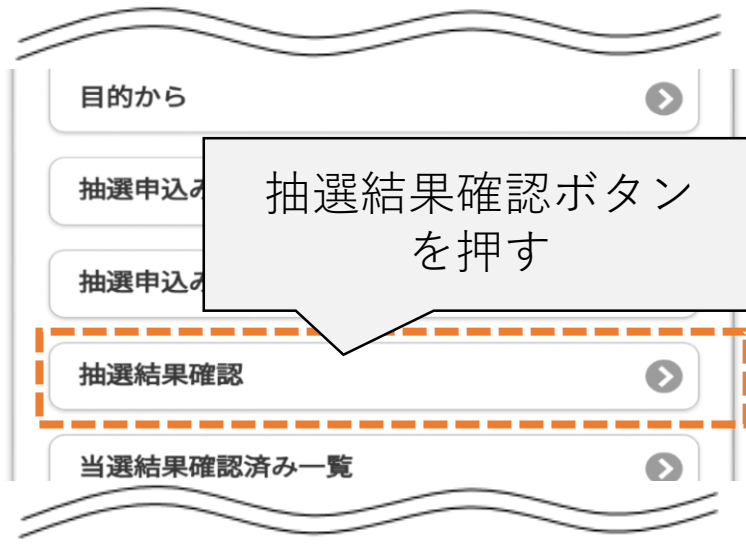 目的から
抽選申込み
抽選結果確認ボタン
を押す
抽選申込み
抽選結果確認
当選結果確認済み一覧